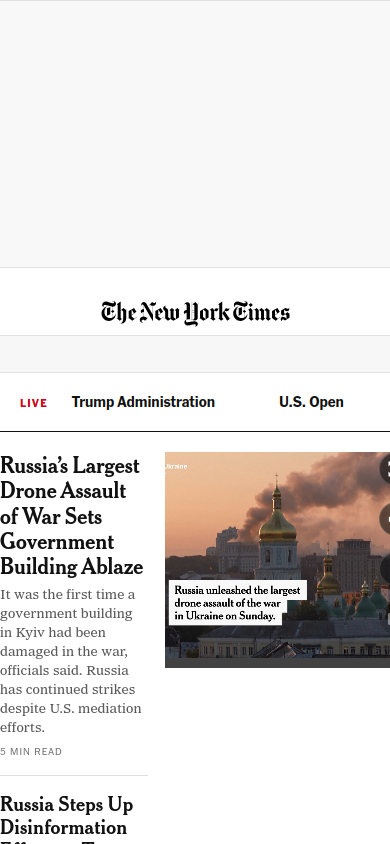 The New York Times
LIVE
Trump Administration
U.S. Open
Russia's Largest
Drone Assault
of War Sets
Government
Building Ablaze
It was the first time a
government building
in Kyiv had been
damaged in the war,
officials said. Russia
has continued strikes
despite U.S. mediation
efforts.
5 MIN READ
Ukraine
Russia unleashed the largest
drone assault of the war
in Ukraine on Sunday.
Russia Steps Up
Disinformation